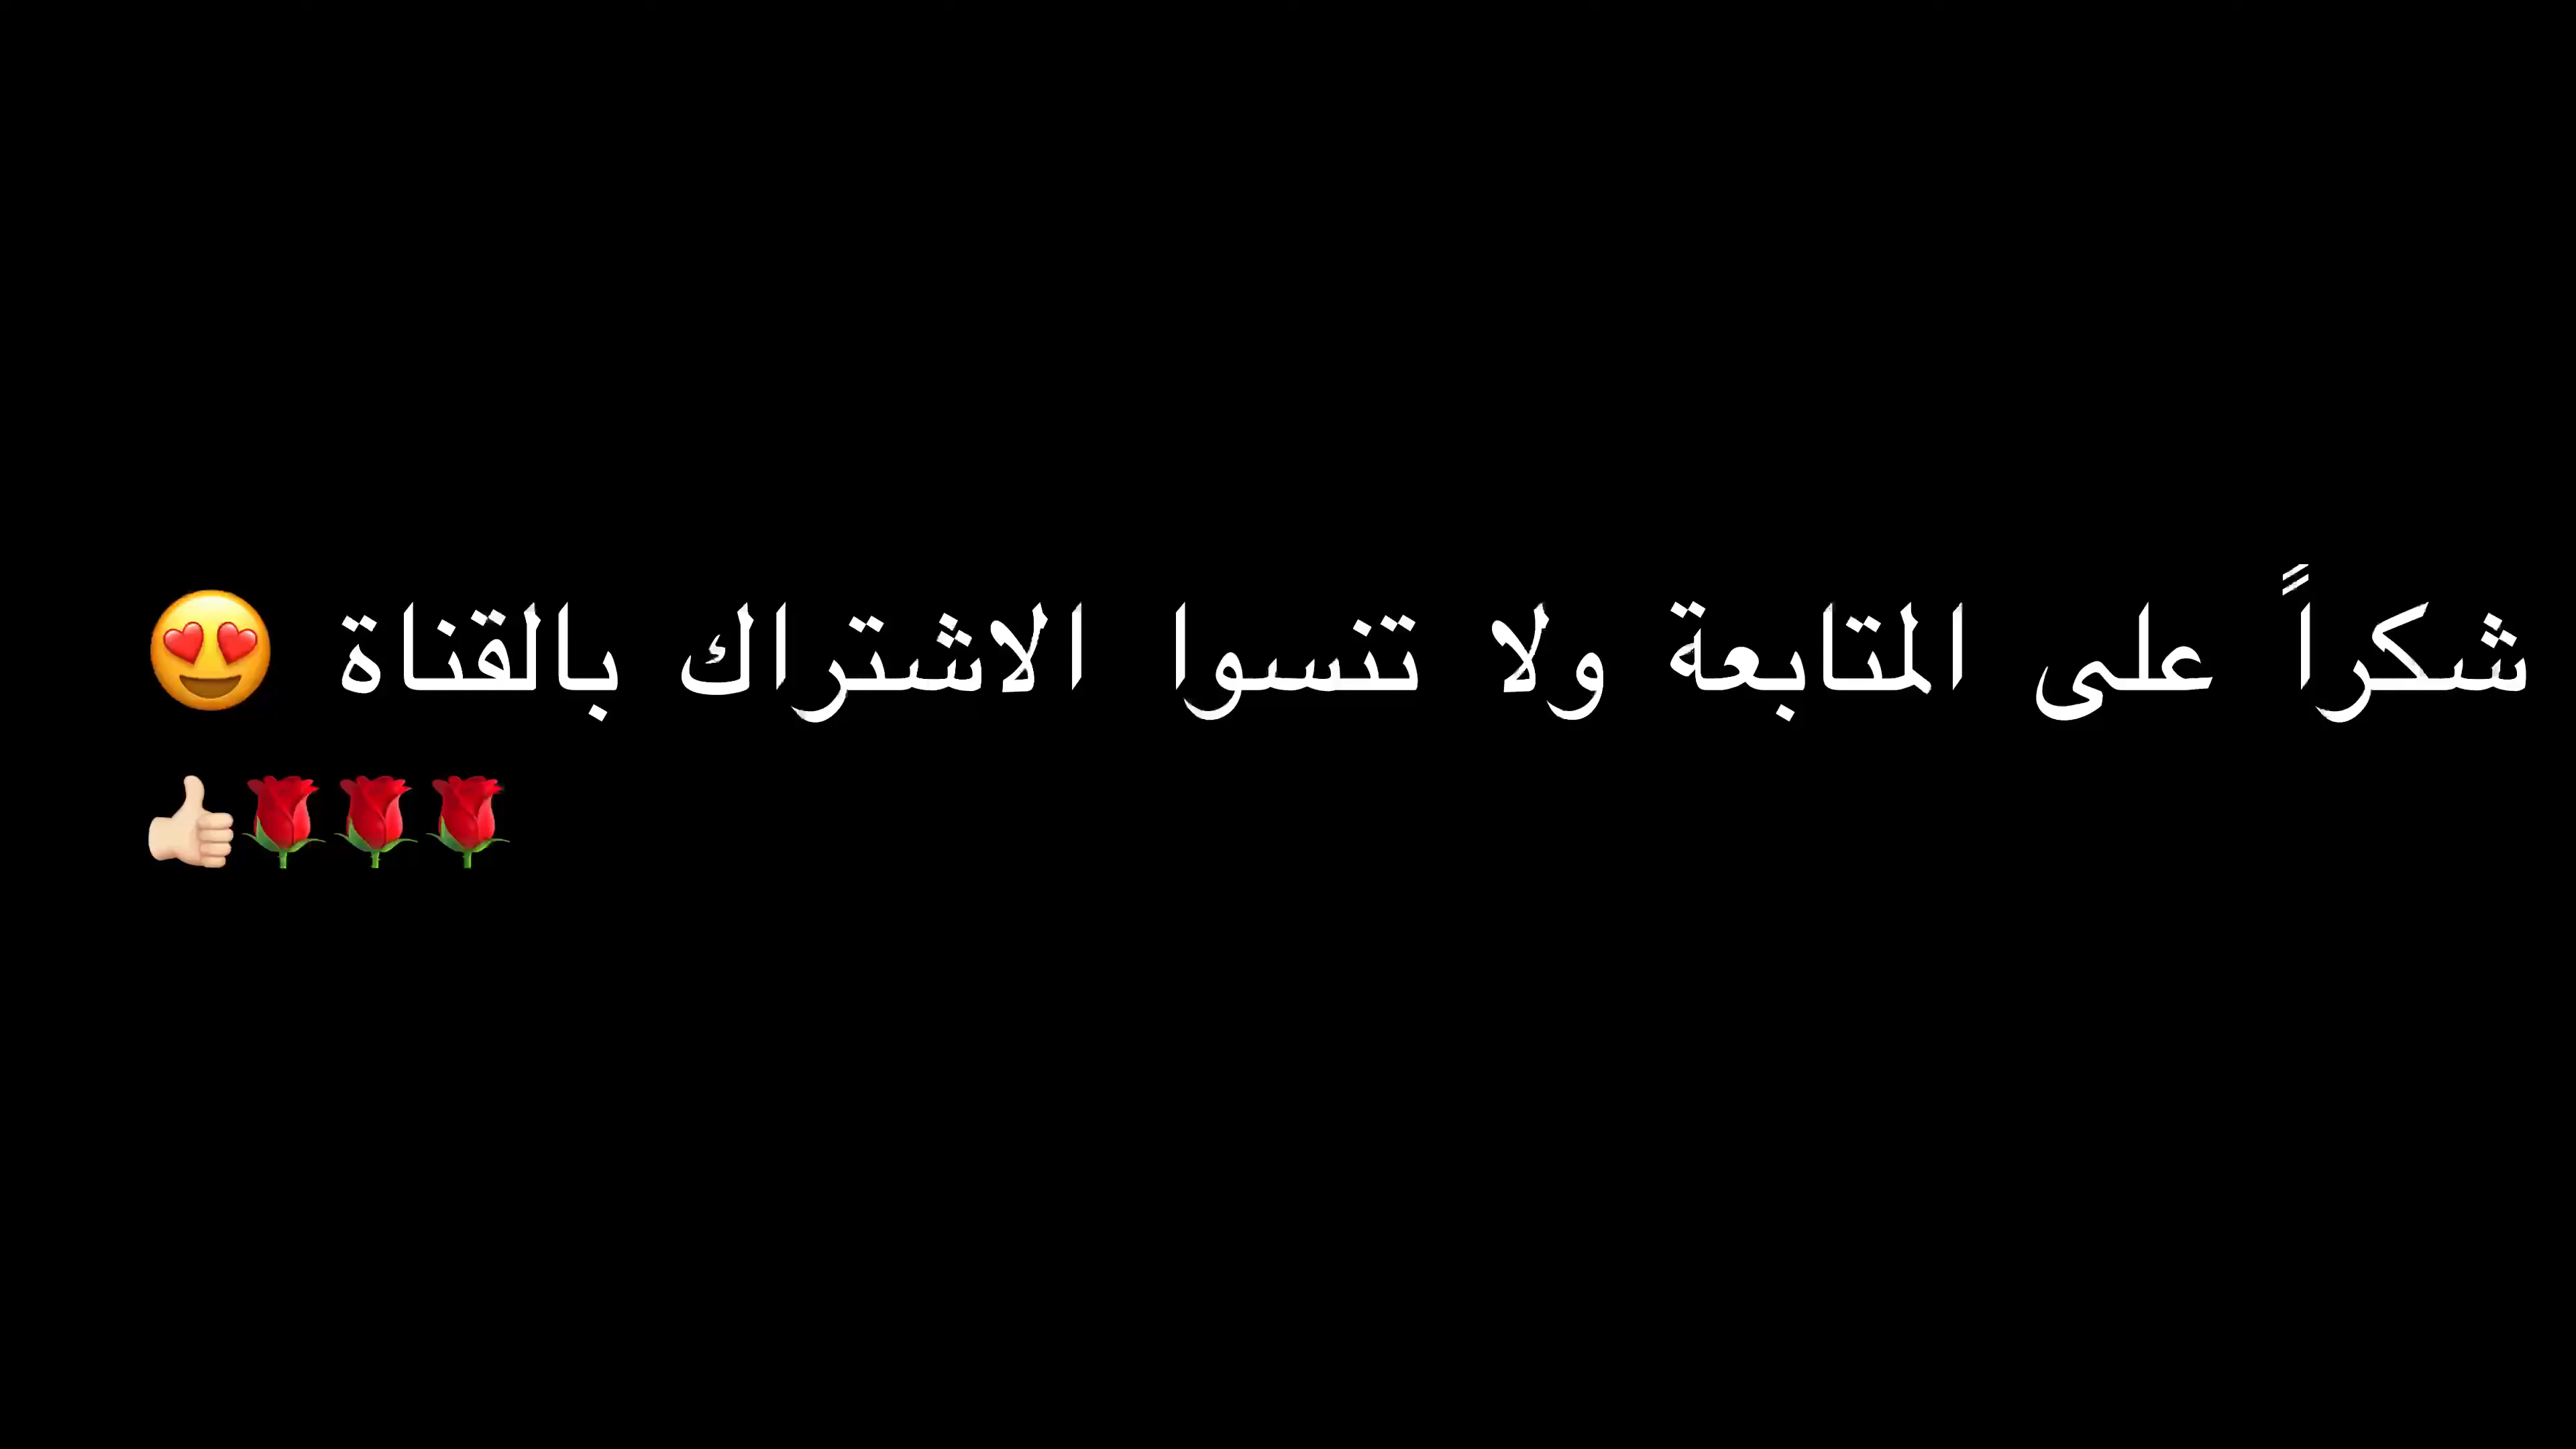 شكراً على المتابعة ولا تنسوا الاشتراك بالقناة 😍
👍🏻🌹🌹🌹